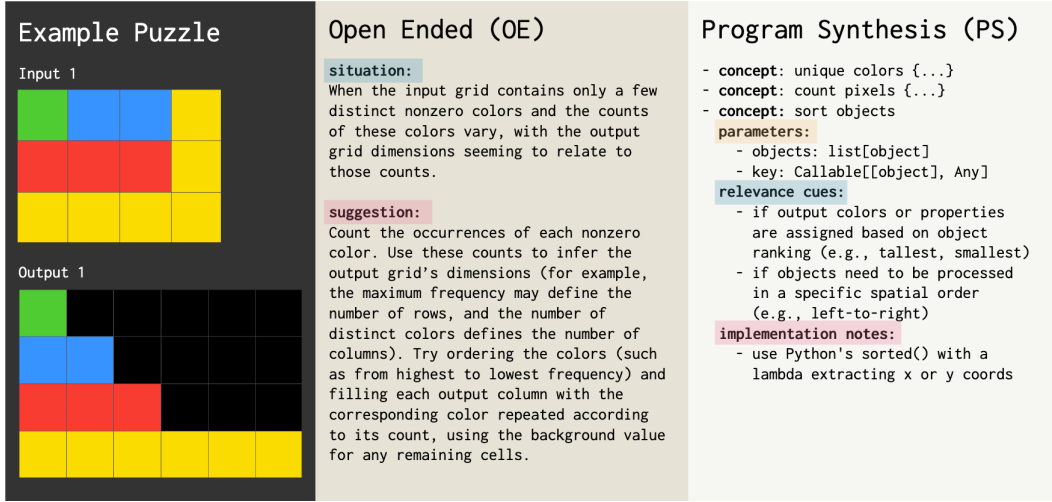 Example Puzzle
Input 1
Output 1
Open Ended (OE)
situation:
When the input grid contains only a few
distinct nonzero colors and the counts
of these colors vary, with the output
grid dimensions seeming to relate to
those counts.
suggestion:
Count the occurrences of each nonzero
color. Use these counts to infer the
output grid's dimensions (for example,
the maximum frequency may define the
number of rows, and the number of
distinct colors defines the number of
columns). Try ordering the colors (such
as from highest to lowest frequency) and
filling each output column with the
corresponding color repeated according
to its count, using the background value
for any remaining cells.
Program Synthesis (PS)
- concept: unique colors {...}
- concept: count pixels {...}
- concept: sort objects
parameters:
- objects: list[object]
- key: Callable[[object], Any]
relevance cues:
- if output colors or properties
are assigned based on object
ranking (e.g., tallest, smallest)
- if objects need to be processed
in a specific spatial order
(e.g., left-to-right)
implementation notes:
- use Python's sorted() with a
lambda extracting x or y coords